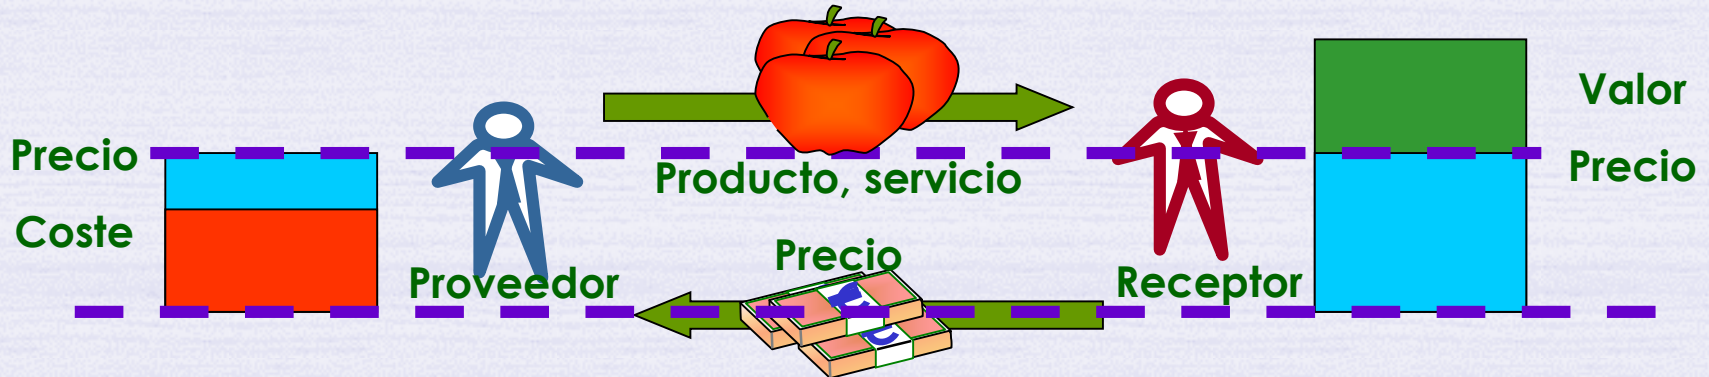 Precio
Coste
Proveedor
Producto, servicio
Precio
Receptor
Valor
Precio